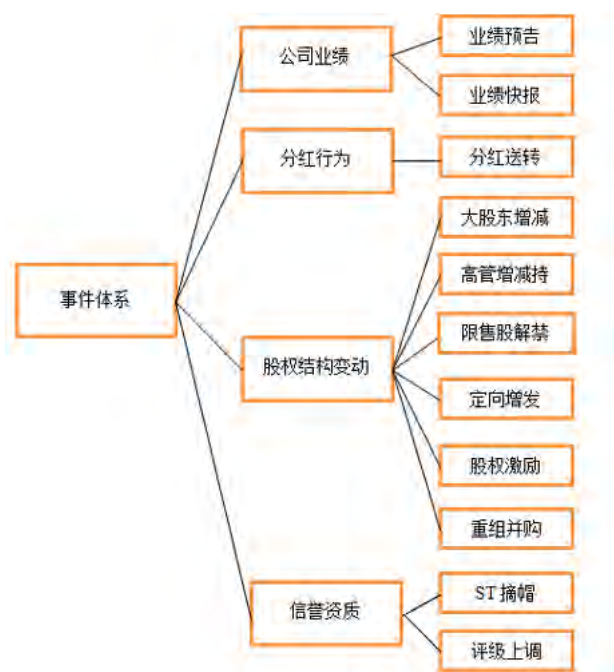 事件体系
公司业绩
业绩预告
业绩快报
分红行为
分红送转
股权结构变动
大股东增减
高管增减持
限售股解禁
定向增发
股权激励
重组并购
信誉资质
ST摘帽
评级上调